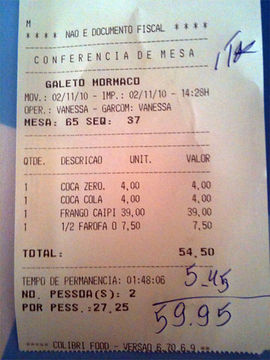 M
**** NAO E DOCUMENTO FISCAL ****
CONFERENCIA DE MESA
GALETO MORMACO
MOV.: 02/11/10 - IMP.: 02/11/10 - 14:28H
OPER.: VANESSA - GARCOM: VANESSA
MESA: 65 SEQ: 37
QTDE. DESCRICAO UNIT. VALOR
1 COCA ZERO. 4,00 4,00
1 COCA COLA 4,00 4,00
1 FRANGO CAIPI 39,00 39,00
1 1/2 FAROFA O 7,50 7,50
TOTAL: 54,50
TEMPO DE PERMANENCIA: 01:48:06 5.45
NO. PESSOA(S): 2
POR PESS.:27,25 59.95
***** COLIBRI FOOD - VERSAO 6.70.6.9 **